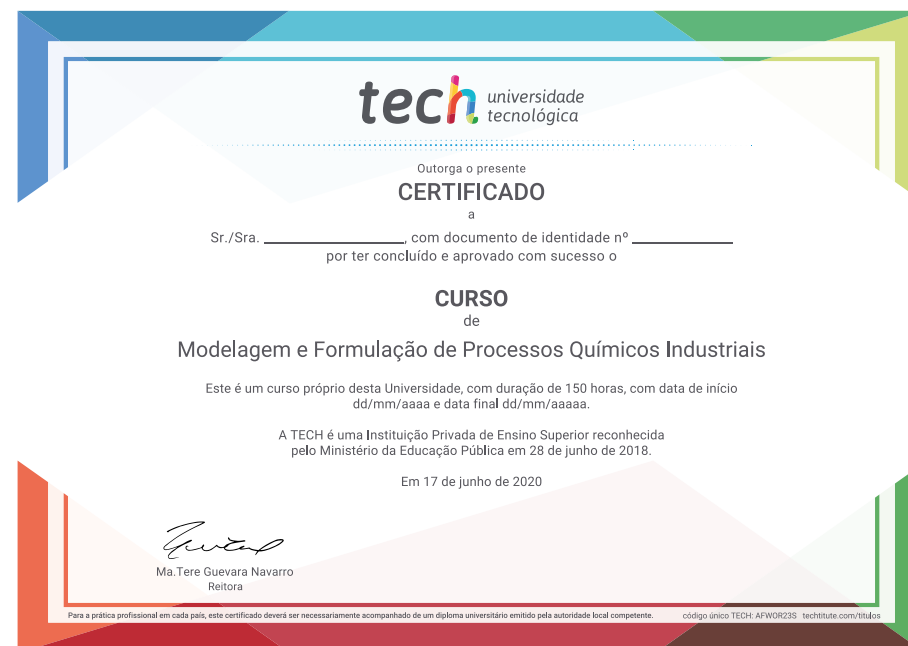 tech universidade
tecnológica
Outorga o presente
CERTIFICADO
a
Sr./Sra. ____________________, com documento de identidade nº ______________
por ter concluído e aprovado com sucesso o
CURSO
de
Modelagem e Formulação de Processos Químicos Industriais
Este é um curso próprio desta Universidade, com duração de 150 horas, com data de início
dd/mm/aaaa e data final dd/mm/aaaaa.
A TECH é uma Instituição Privada de Ensino Superior reconhecida
pelo Ministério da Educação Pública em 28 de junho de 2018.
Em 17 de junho de 2020
Ma.Tere Guevara Navarro
Reitora
Para a prática profissional em cada país, este certificado deverá ser necessariamente acompanhado de um diploma universitário emitido pela autoridade local competente. código único TECH: AFWOR23S techtitute.com/titulos